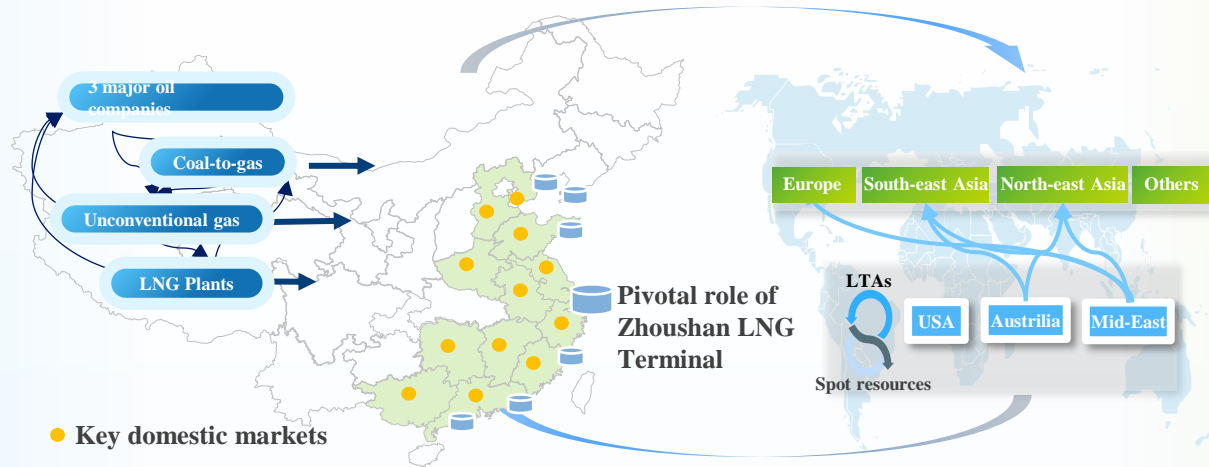 3 major oil
companies
Coal-to-gas
Unconventional gas
LNG Plants
Pivotal role of
Zhoushan LNG
Terminal
Key domestic markets
Europe
South-east Asia
North-east Asia
Others
LTAs
USA
Austrilia
Mid-East
Spot resources